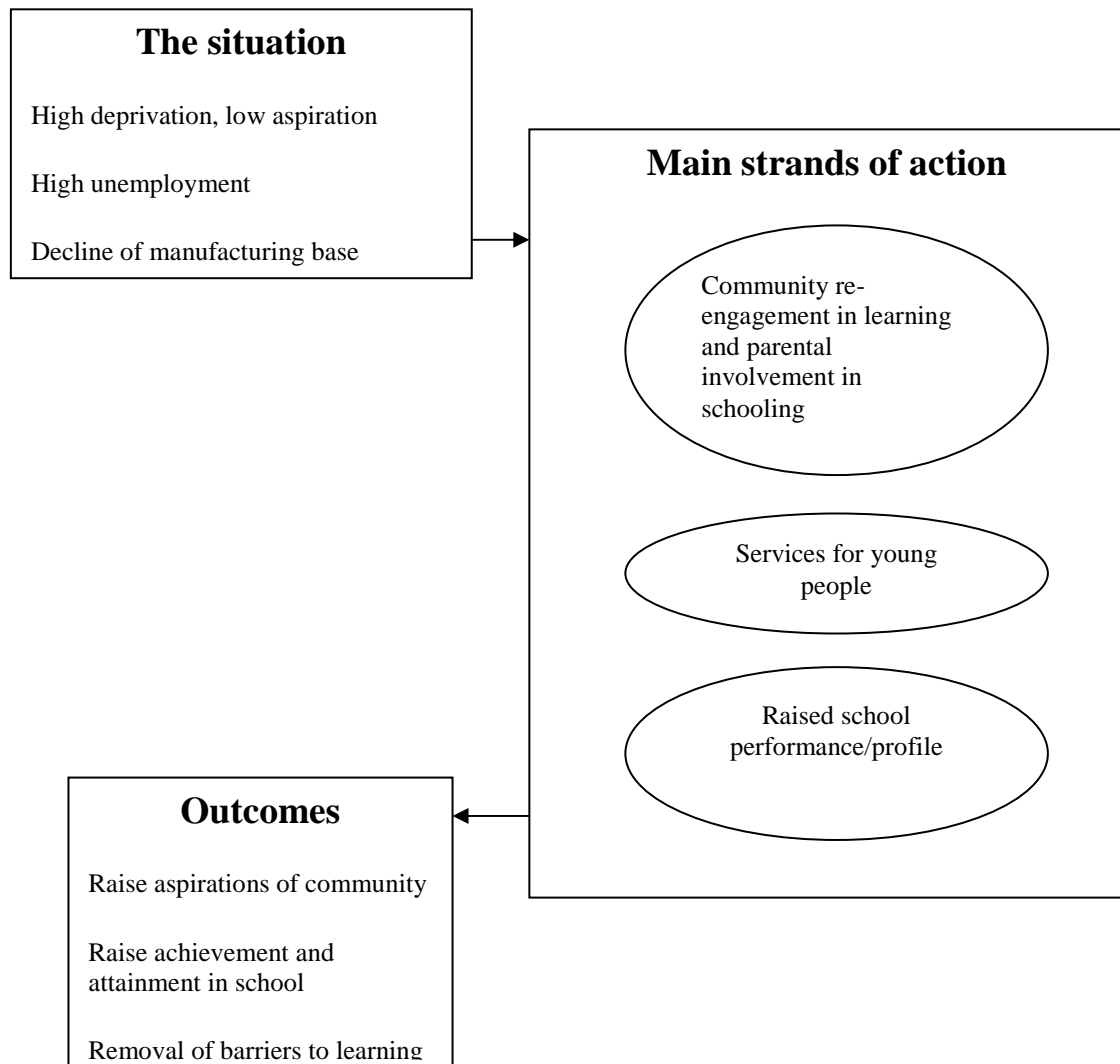 The situation
High deprivation, low aspiration
High unemployment
Decline of manufacturing base
Main strands of action
Community re-
engagement in learning
and parental
involvement in
schooling
Services for young
people
Raised school
performance/profile
Outcomes
Raise aspirations of community
Raise achievement and
attainment in school
Removal of barriers to learning